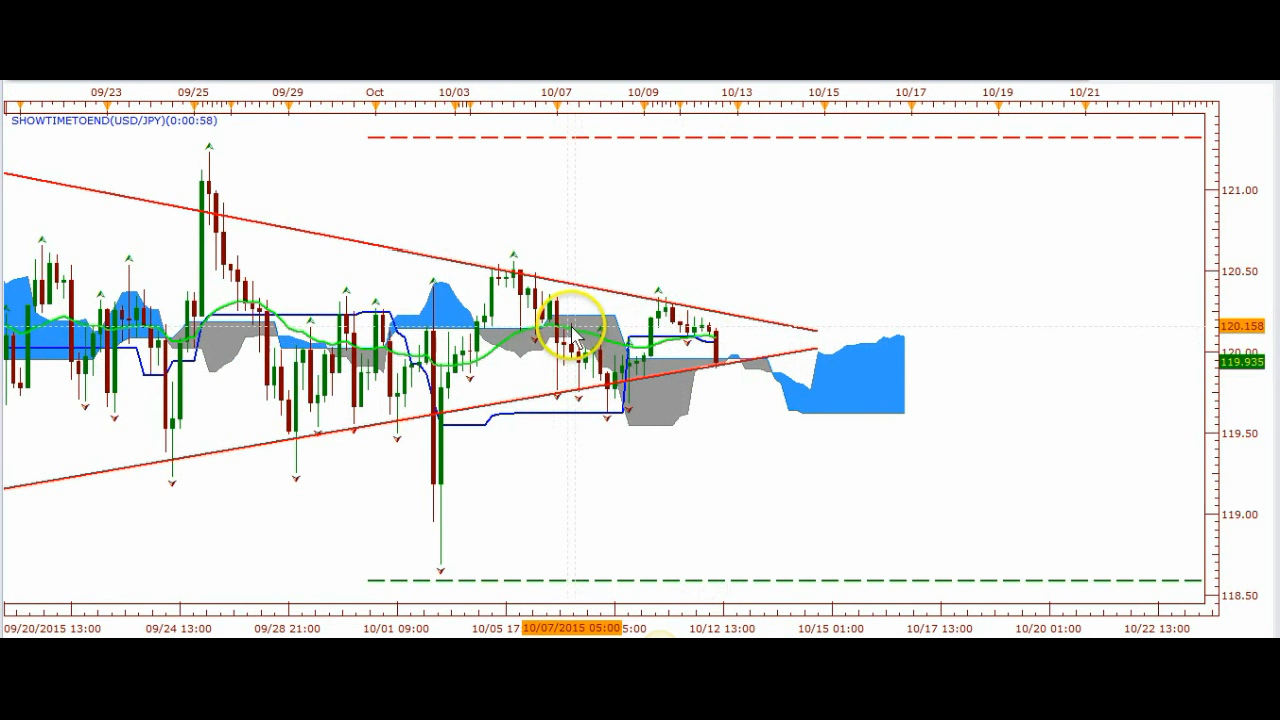 09/23 09/25 09/29 Oct 10/03 10/07 10/09 10/13 10/15 10/17 10/19 10/21
SHOWTIMETOEND(USD/JPY)(0:00:58)
121.00
120.50
120.158
120.00
119.935
119.50
119.00
118.50
09/20/2015 13:00 09/24 13:00 09/28 21:00 10/01 09:00 10/05 17 10/07/2015 05:00 5:00 10/12 13:00 10/15 01:00 10/17 13:00 10/20 01:00 10/22 13:00